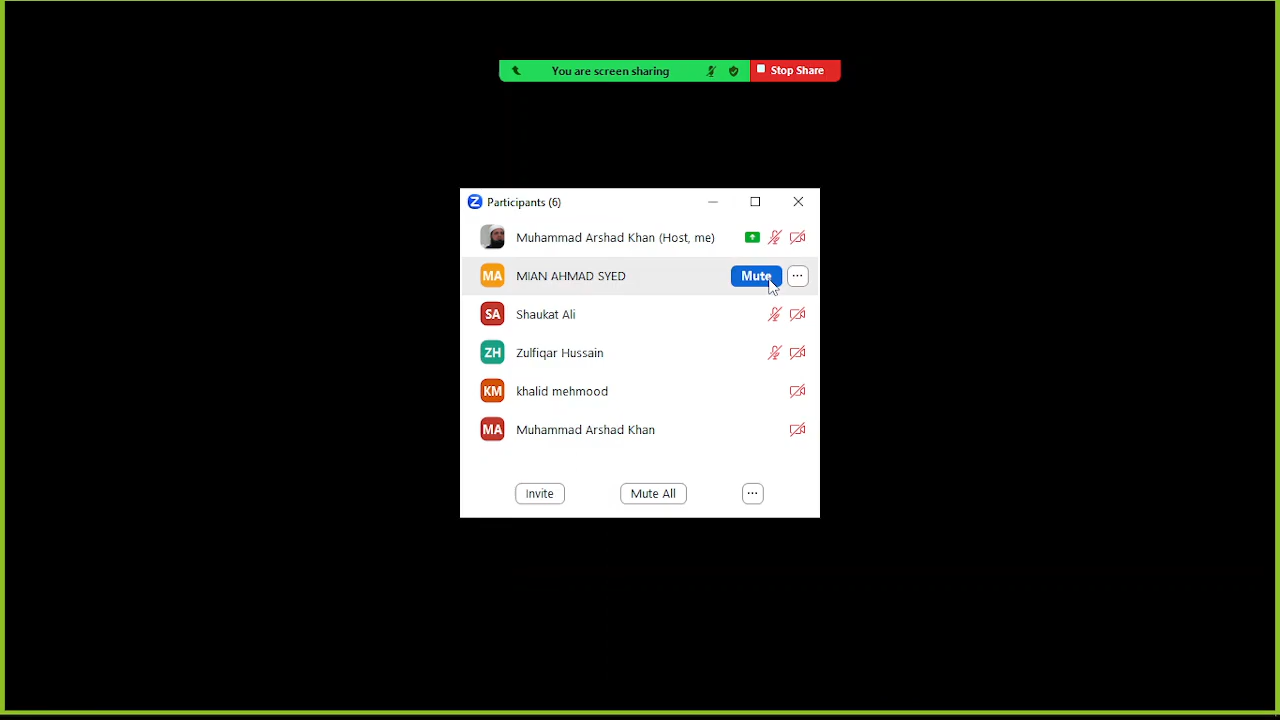 You are screen sharing
Stop Share
Z Participants (6)
Muhammad Arshad Khan (Host, me)
MA MIAN AHMAD SYED Mute ...
SA Shaukat Ali
ZH Zulfiqar Hussain
KM khalid mehmood
MA Muhammad Arshad Khan
Invite Mute All ...